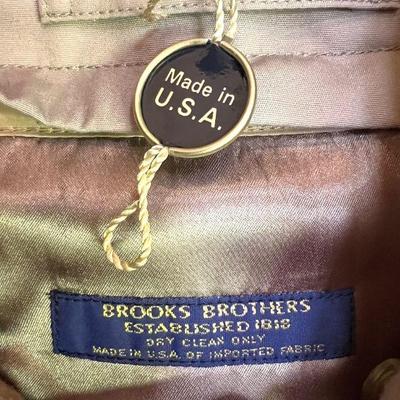 Made in
U.S.A.
BROOKS BROTHERS
ESTABLISHED 1818
DRY CLEAN ONLY
MADE IN U.S.A. OF IMPORTED FABRIC